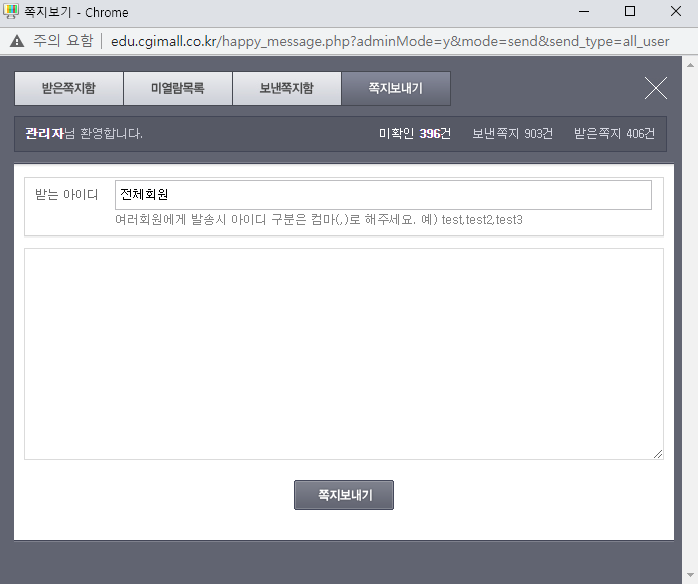 쪽지보기 - Chrome
주의 요함 | edu.cgimall.co.kr/happy_message.php?adminMode=y&mode=send&send_type=all_user
받은쪽지함 미열람목록 보낸쪽지함 쪽지보내기
관리자님 환영합니다. 미확인 396건 보낸쪽지 903건 받은쪽지 406건
받는 아이디 전체회원
여러회원에게 발송시 아이디 구분은 컴마(,)로 해주세요. 예) test,test2,test3
쪽지보내기